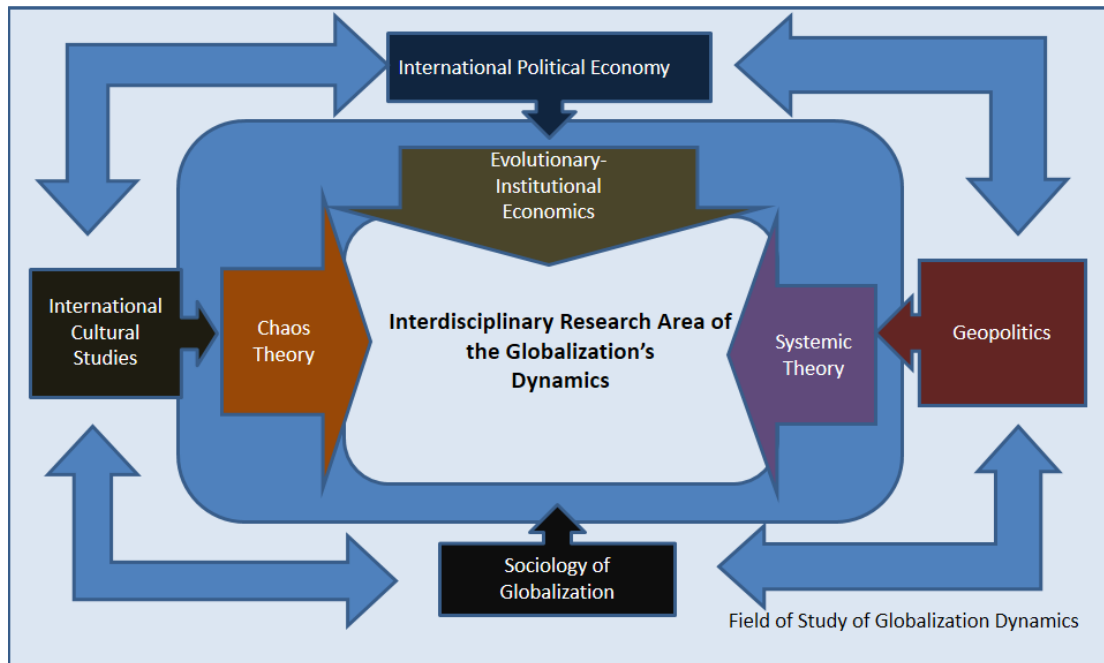 International Political Economy
Evolutionary-
Institutional
Economics
International
Cultural
Studies
Chaos
Theory
Interdisciplinary Research Area of
the Globalization’s
Dynamics
Systemic
Theory
Geopolitics
Sociology of
Globalization
Field of Study of Globalization Dynamics